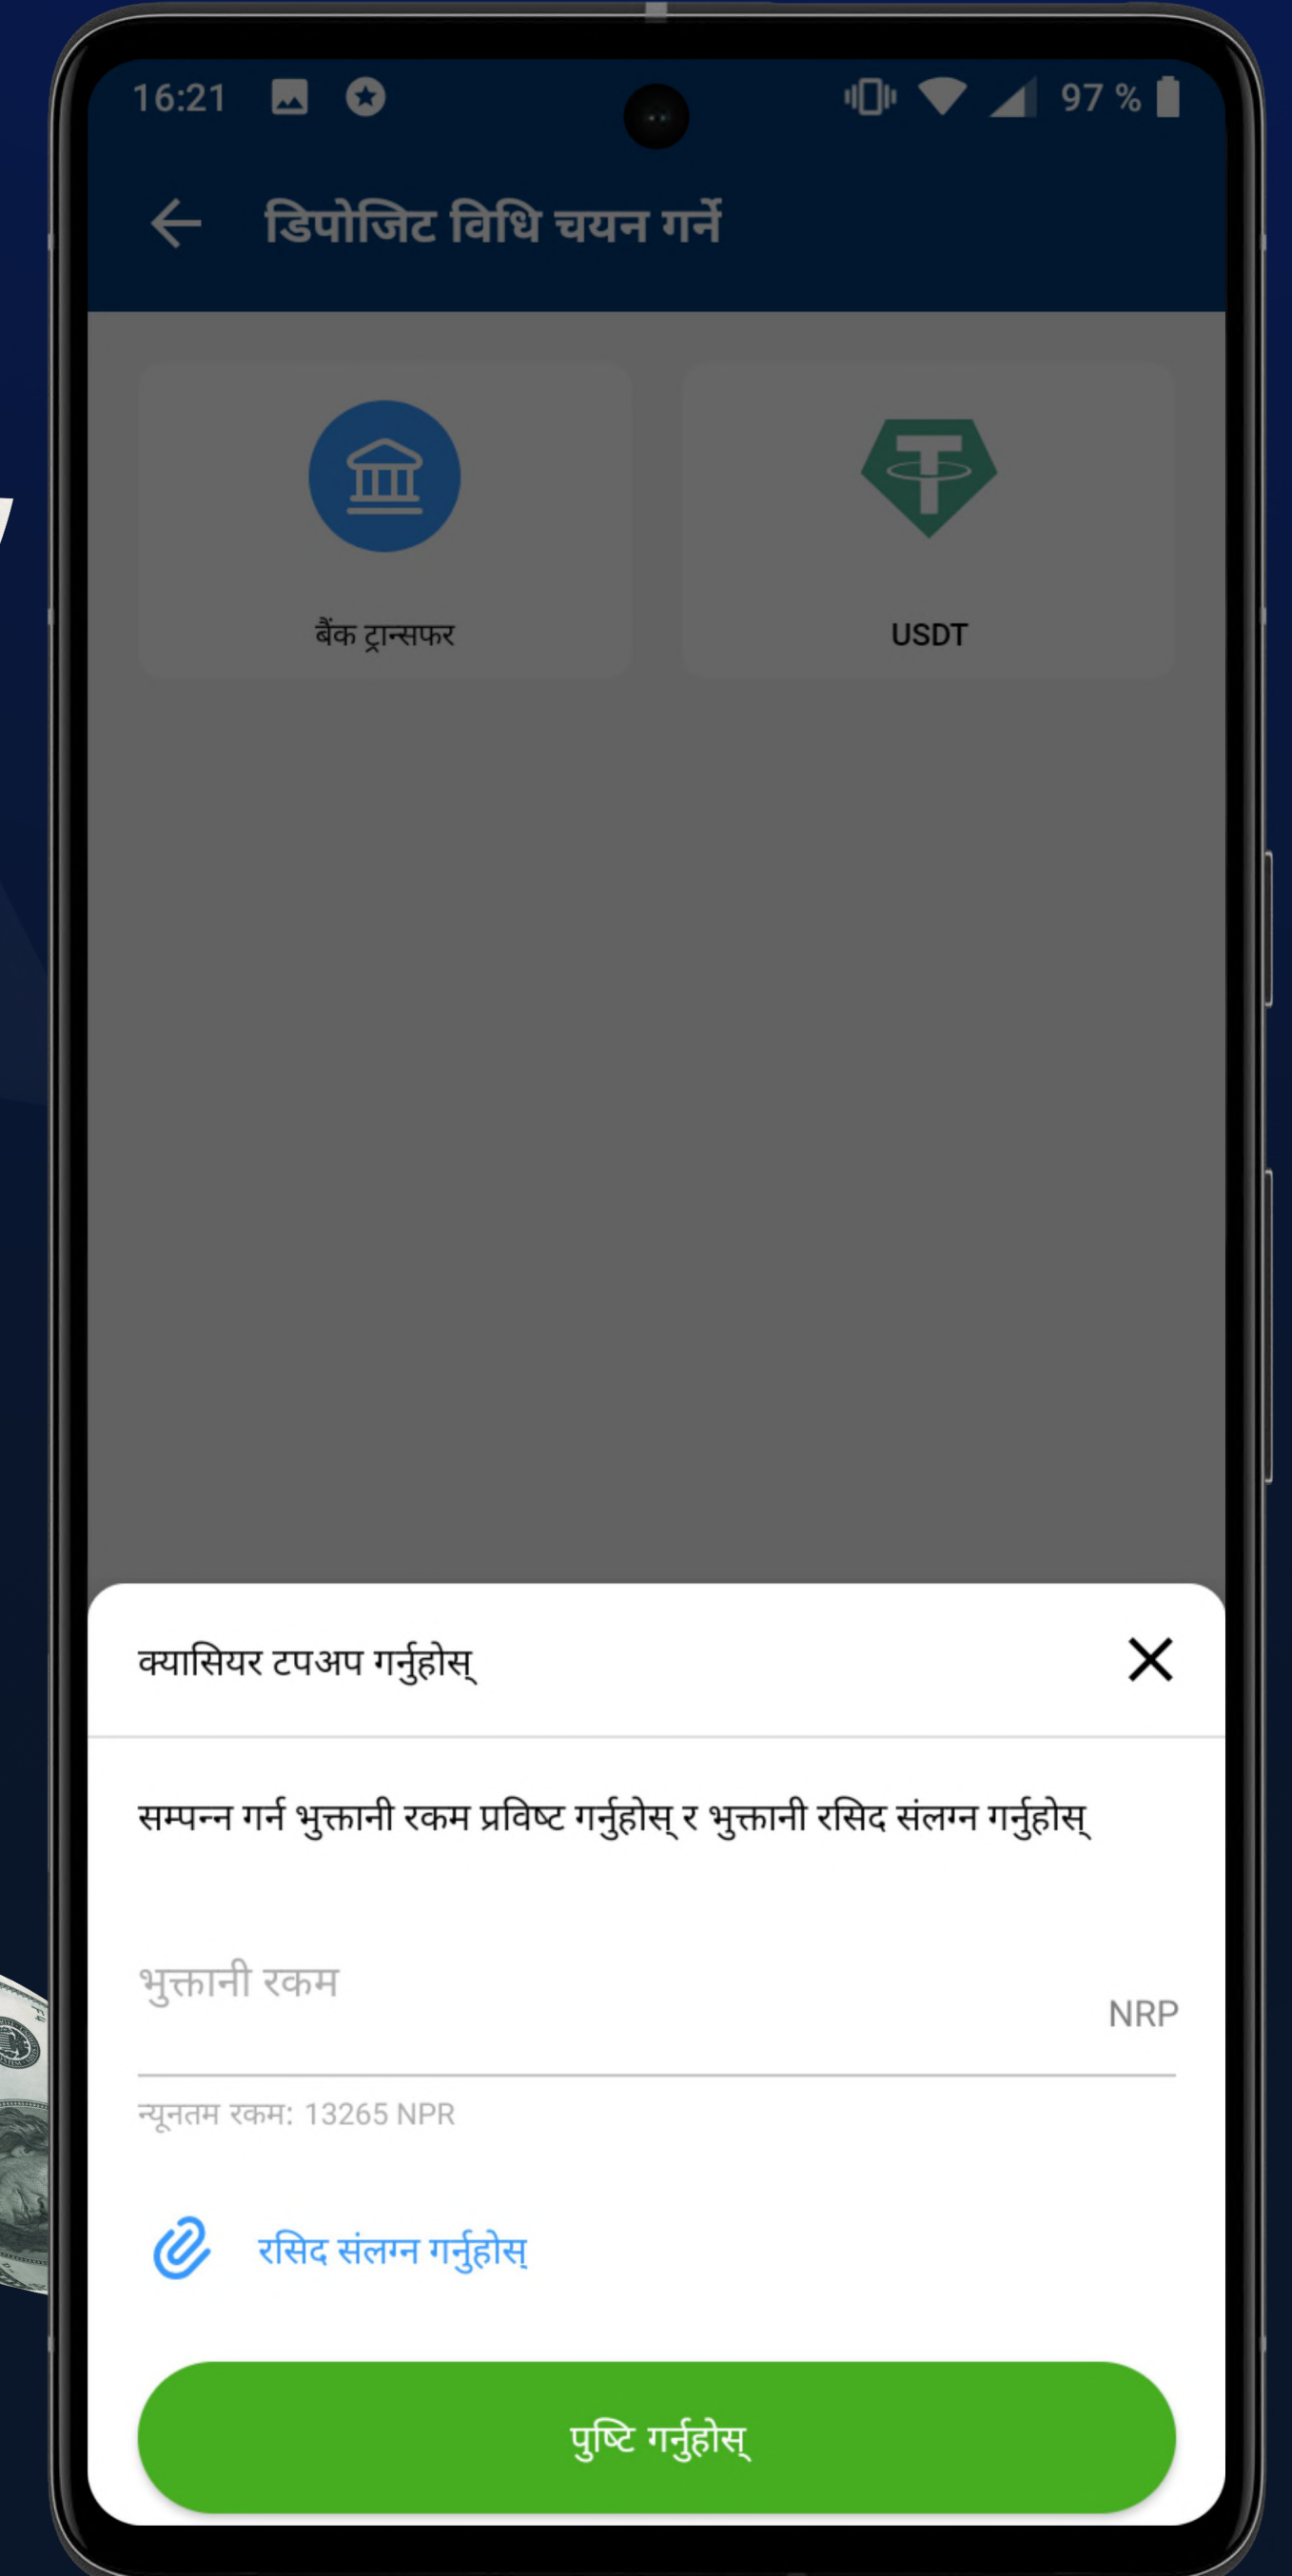 16:21
97 %
डिपोजिट विधि चयन गर्ने
बैंक ट्रान्सफर
USDT
क्यासियर टपअप गर्नुहोस्
सम्पन्न गर्न भुक्तानी रकम प्रविष्ट गर्नुहोस् र भुक्तानी रसिद संलग्न गर्नुहोस्
भुक्तानी रकम
NRP
न्यूनतम रकम: 13265 NPR
रसिद संलग्न गर्नुहोस्
पुष्टि गर्नुहोस्